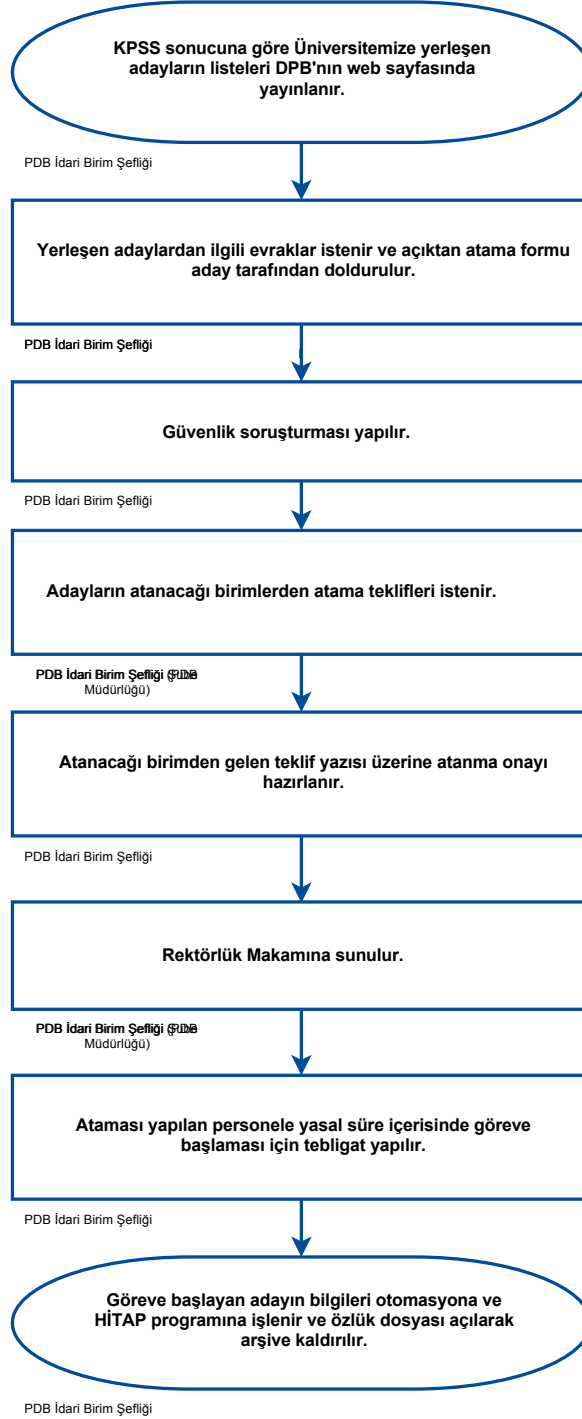 KPSS sonucuna göre Üniversitemize yerleşen
adayların listeleri DPB'nın web sayfasında
yayınlanır.
PDB İdari Birim Şefliği
Yerleşen adaylardan ilgili evraklar istenir ve açıktan atama formu
aday tarafından doldurulur.
PDB İdari Birim Şefliği
Güvenlik soruşturması yapılır.
PDB İdari Birim Şefliği
Adayların atanacağı birimlerden atama teklifleri istenir.
PDB İdari Birim Şefliği
Müdürlüğü)
Atanacağı birimden gelen teklif yazısı üzerine atanma onayı
hazırlanır.
PDB İdari Birim Şefliği
Rektörlük Makamına sunulur.
PDB İdari Birim Şefliği
Müdürlüğü)
Ataması yapılan personele yasal süre içerisinde göreve
başlaması için tebligat yapılır.
PDB İdari Birim Şefliği
Göreve başlayan adayın bilgileri otomasyona ve
HİTAP programına işlenir ve özlük dosyası açılarak
arşive kaldırılır.
PDB İdari Birim Şefliği